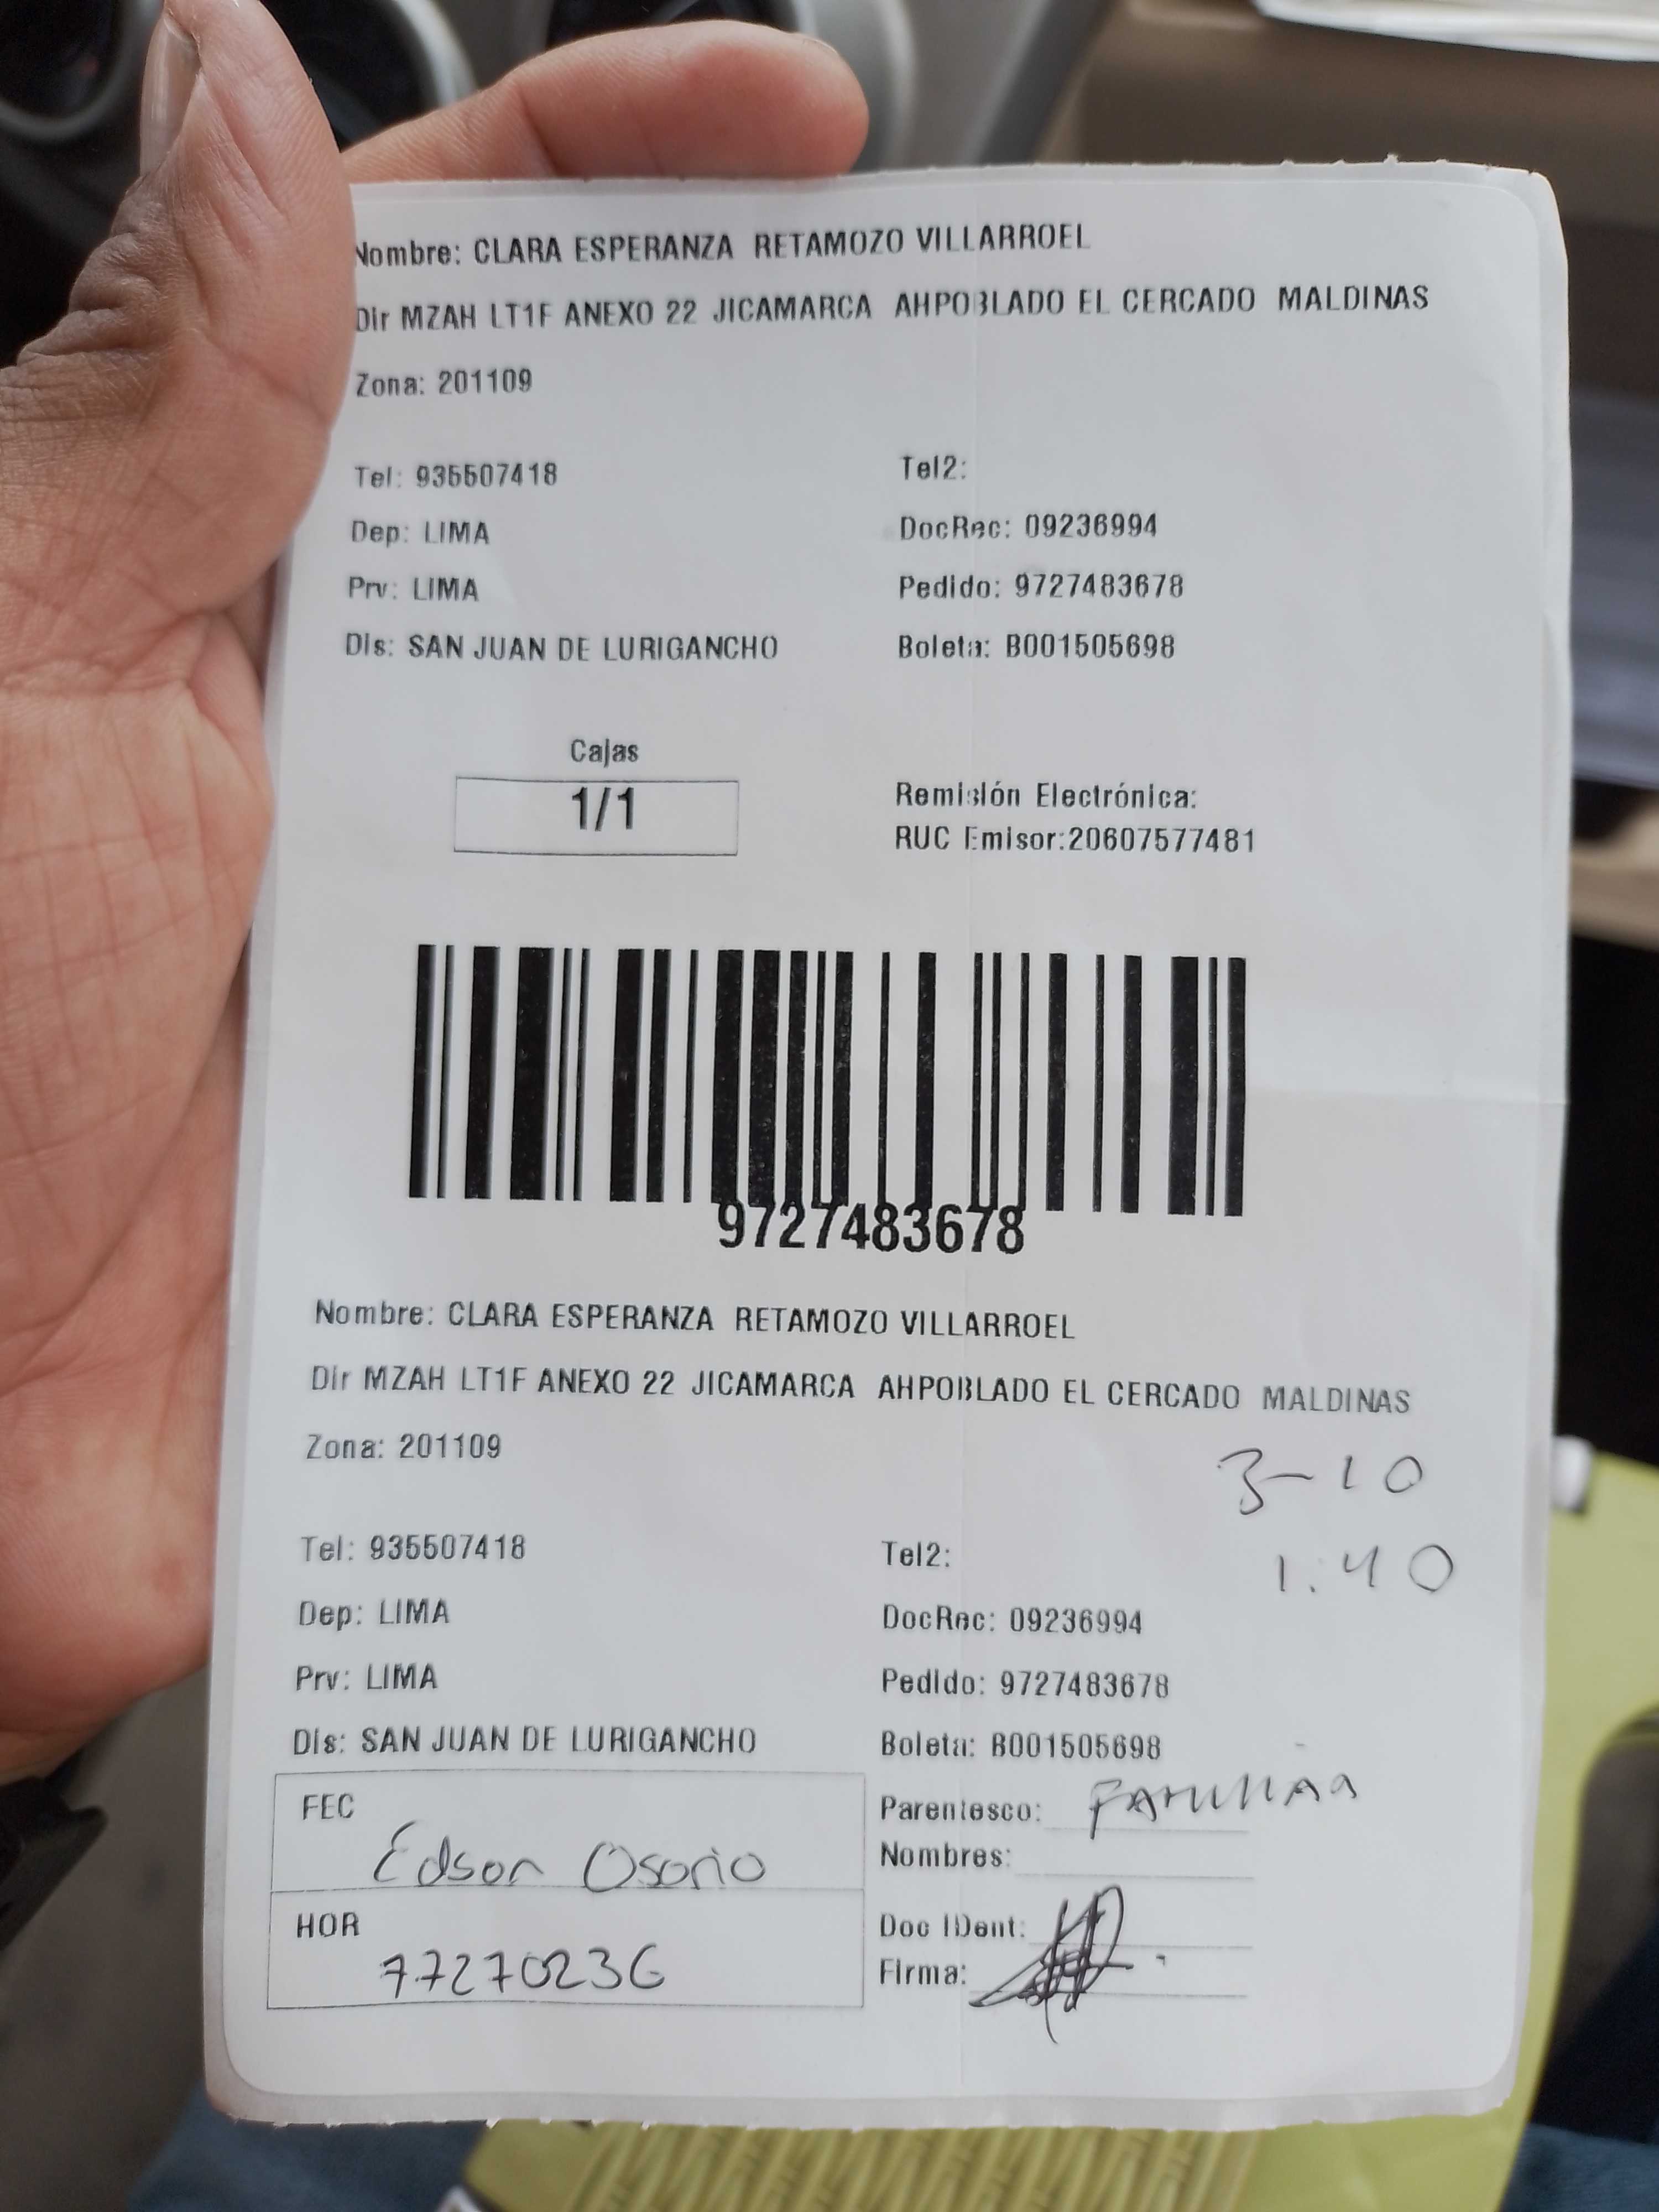 Nombre: CLARA ESPERANZA RETAMOZO VILLARROEL
Dir MZAH LT1F ANEXO 22 JICAMARCA AHPOBLADO EL CERCADO MALDINAS
Zona: 201109
Tel: 935507418 Tel2:
Dep: LIMA DocRec: 09236994
Prv: LIMA Pedido: 9727483678
Dis: SAN JUAN DE LURIGANCHO Boleta: B001505698
Cajas
1/1
Remisión Electrónica:
RUC Emisor:20607577481
9727483678
Nombre: CLARA ESPERANZA RETAMOZO VILLARROEL
Dir MZAH LT1F ANEXO 22 JICAMARCA AHPOBLADO EL CERCADO MALDINAS
Zona: 201109
3-10
Tel: 935507418 Tel2: 1:40
Dep: LIMA DocRec: 09236994
Prv: LIMA Pedido: 9727483678
Dis: SAN JUAN DE LURIGANCHO Boleta: B001505698
FEC Parentesco: FAMILIAR
Edson Osorio Nombres:
HOR Doc IDent:
77270236 Firma: